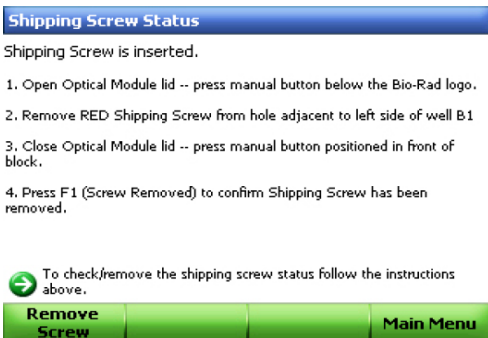 Shipping Screw Status
Shipping Screw is inserted.
1. Open Optical Module lid -- press manual button below the Bio-Rad logo.
2. Remove RED Shipping Screw from hole adjacent to left side of well B1
3. Close Optical Module lid -- press manual button positioned in front of
block.
4. Press F1 (Screw Removed) to confirm Shipping Screw has been
removed.
To check/remove the shipping screw status follow the instructions
above.
Remove
Screw
Main Menu